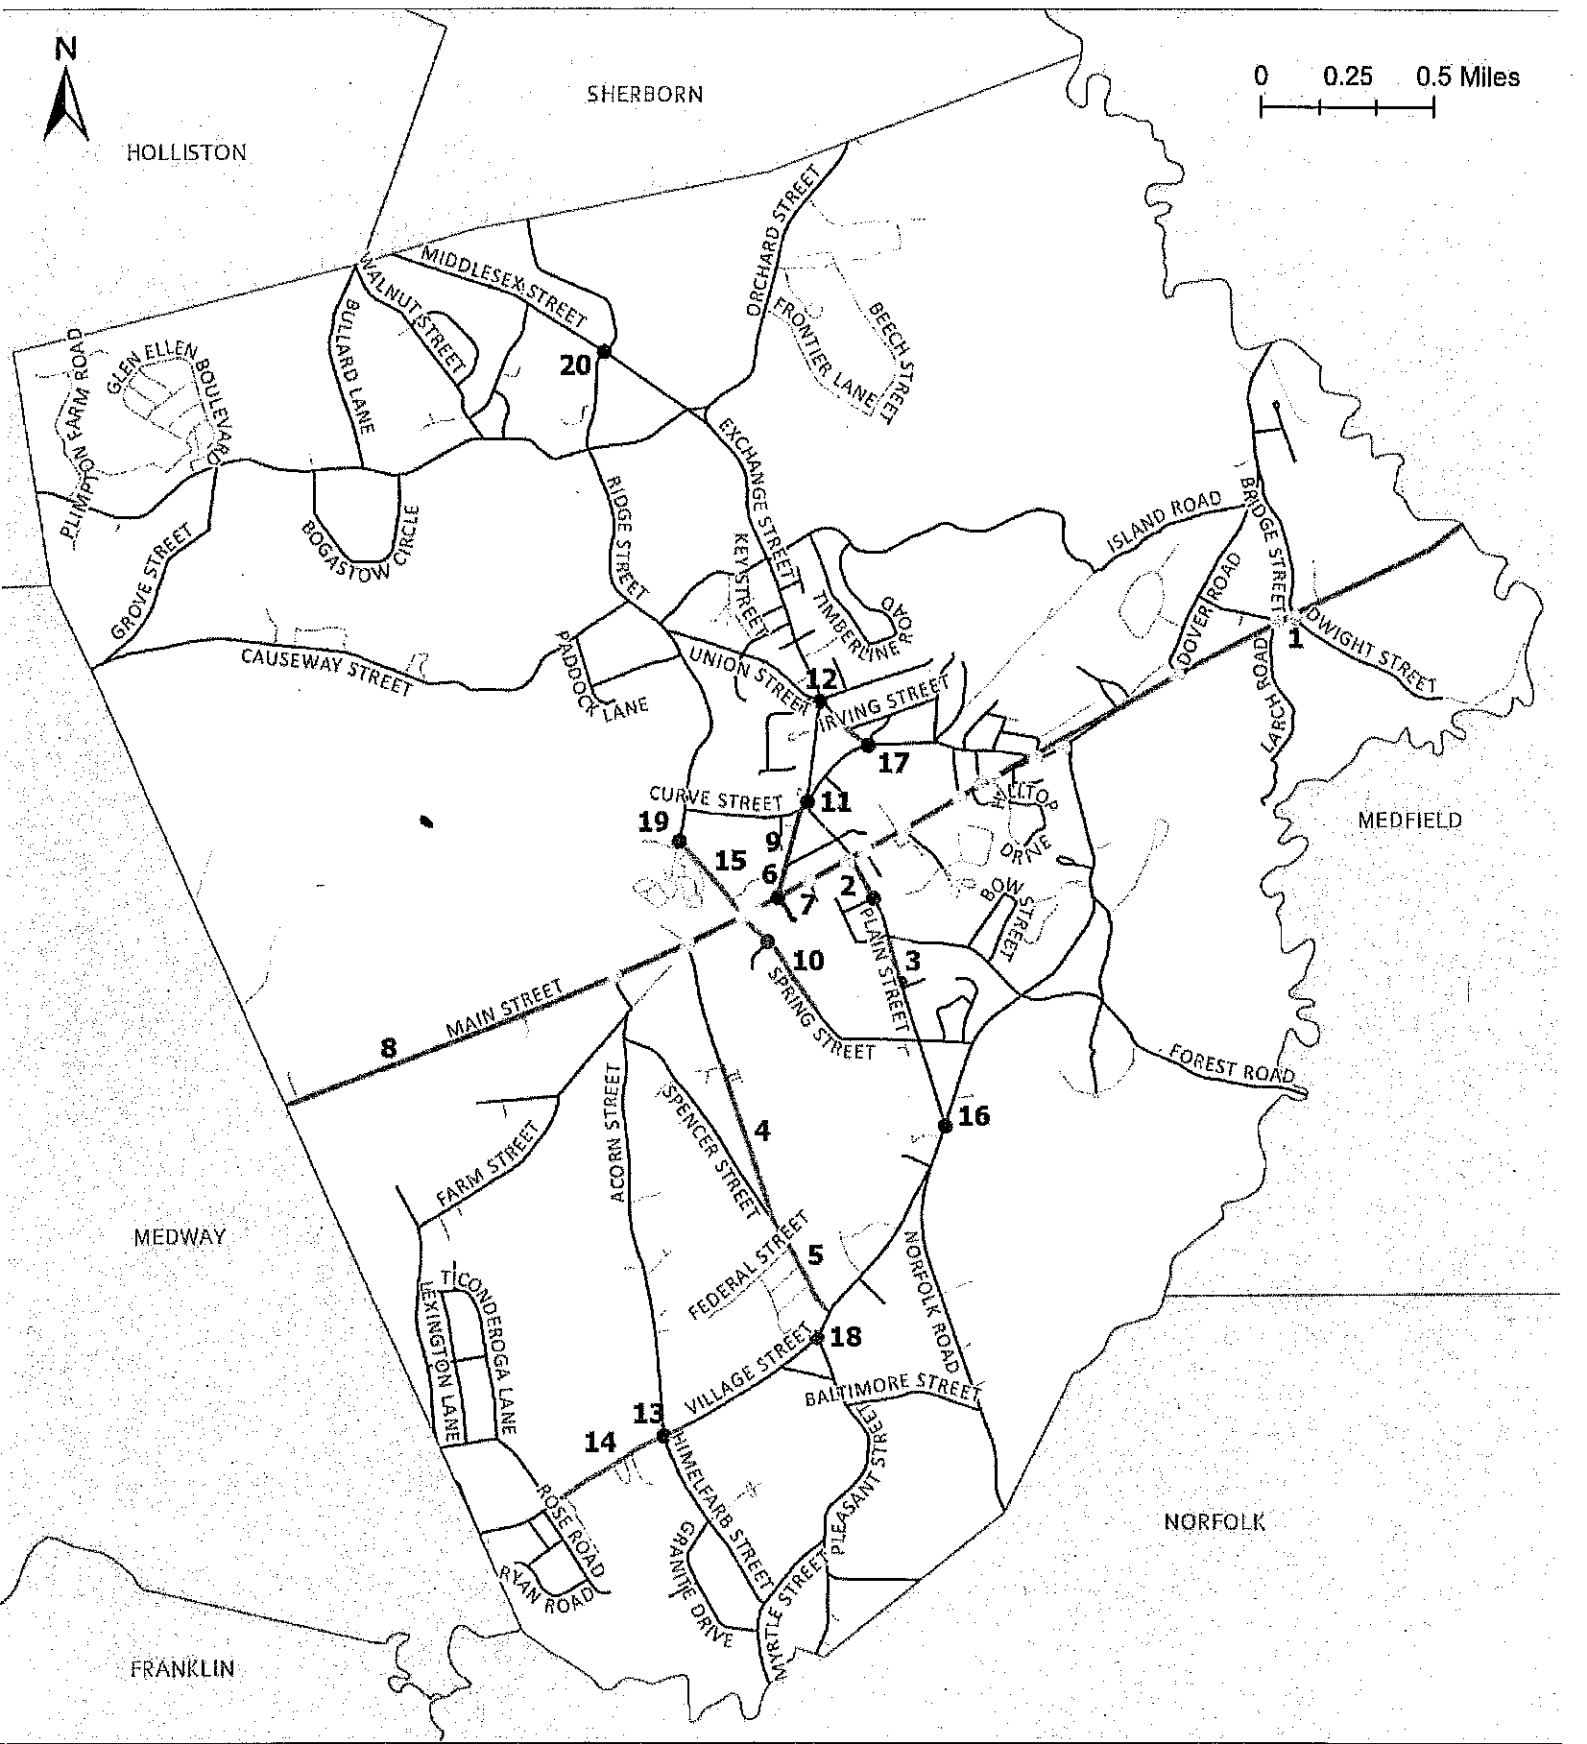 N
0 0.25 0.5 Miles
SHERBORN
HOLLISTON
ORCHARD STREET
MIDDLESEX STREET
WALNUT STREET
BULLARD LANE
FRONTIER LANE
BEECH STREET
20
PLIMPTON FARM ROAD
GLEN ELLEN BOULEVARD
EXCHANGE STREET
RIDGE STREET
BOGASTOW CIRCLE
GROVE STREET
ISLAND ROAD
BRIDGE STREET
KEY STREET
TIMBERLINE ROAD
DOVER ROAD
1
DWIGHT STREET
LARCH ROAD
CAUSEWAY STREET
PADDOCK LANE
UNION STREET
12
IRVING STREET
17
CURVE STREET
11
HILLTOP
DRIVE
MEDFIELD
19
9
15
6
7
2
BOW
STREET
PLAIN STREET
10
3
SPRING STREET
MAIN STREET
8
FOREST ROAD
ACORN STREET
SPENCER STREET
4
16
FARM STREET
MEDWAY
FEDERAL STREET
5
NORFOLK ROAD
TICONDEROGA LANE
LEXINGTON LANE
VILLAGE STREET
18
BALTIMORE STREET
13
14
HIMELFARB STREET
PLEASANT STREET
ROSE ROAD
GRANITE DRIVE
RYAN ROAD
MYRTLE STREET
NORFOLK
FRANKLIN